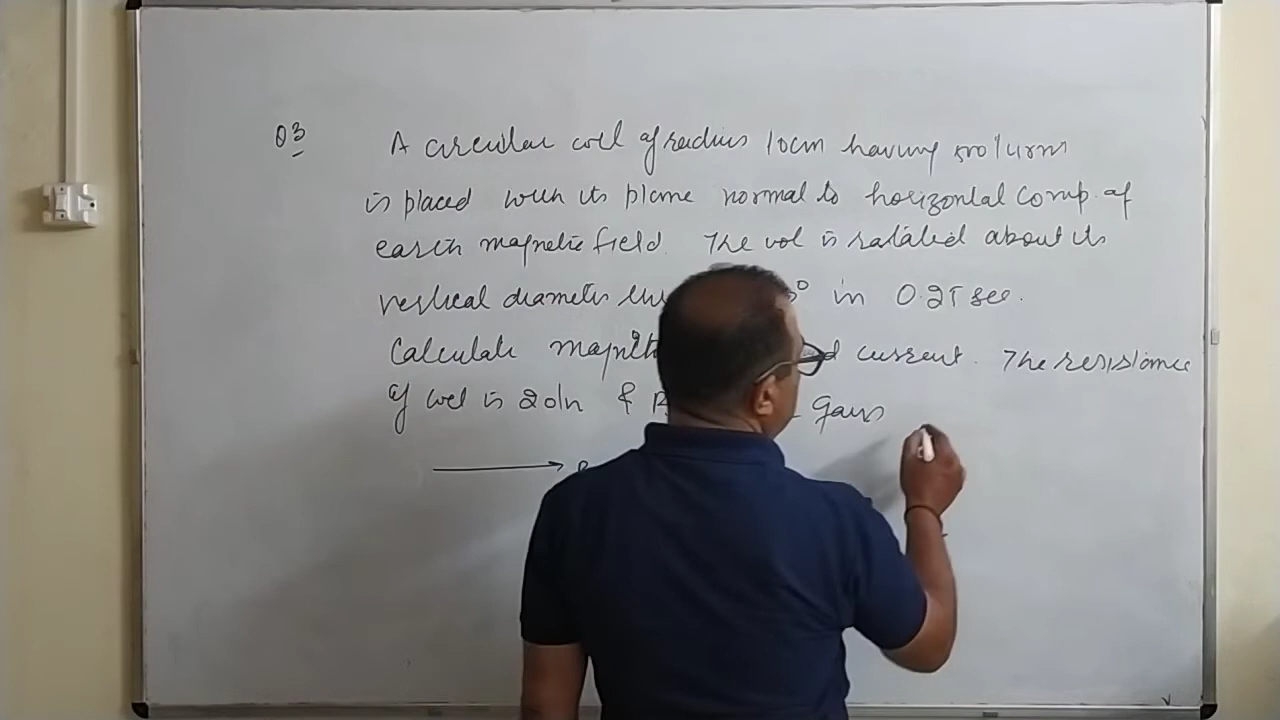 Q3 A circular coil of radius 10cm having 500 turns
is placed with its plane normal to horizontal comp. of
earth magnetic field. The coil is rotated about its
vertical diameter in 0.25 sec.
Calculate current. The resistance
of coil is 2 ohm & Gauss